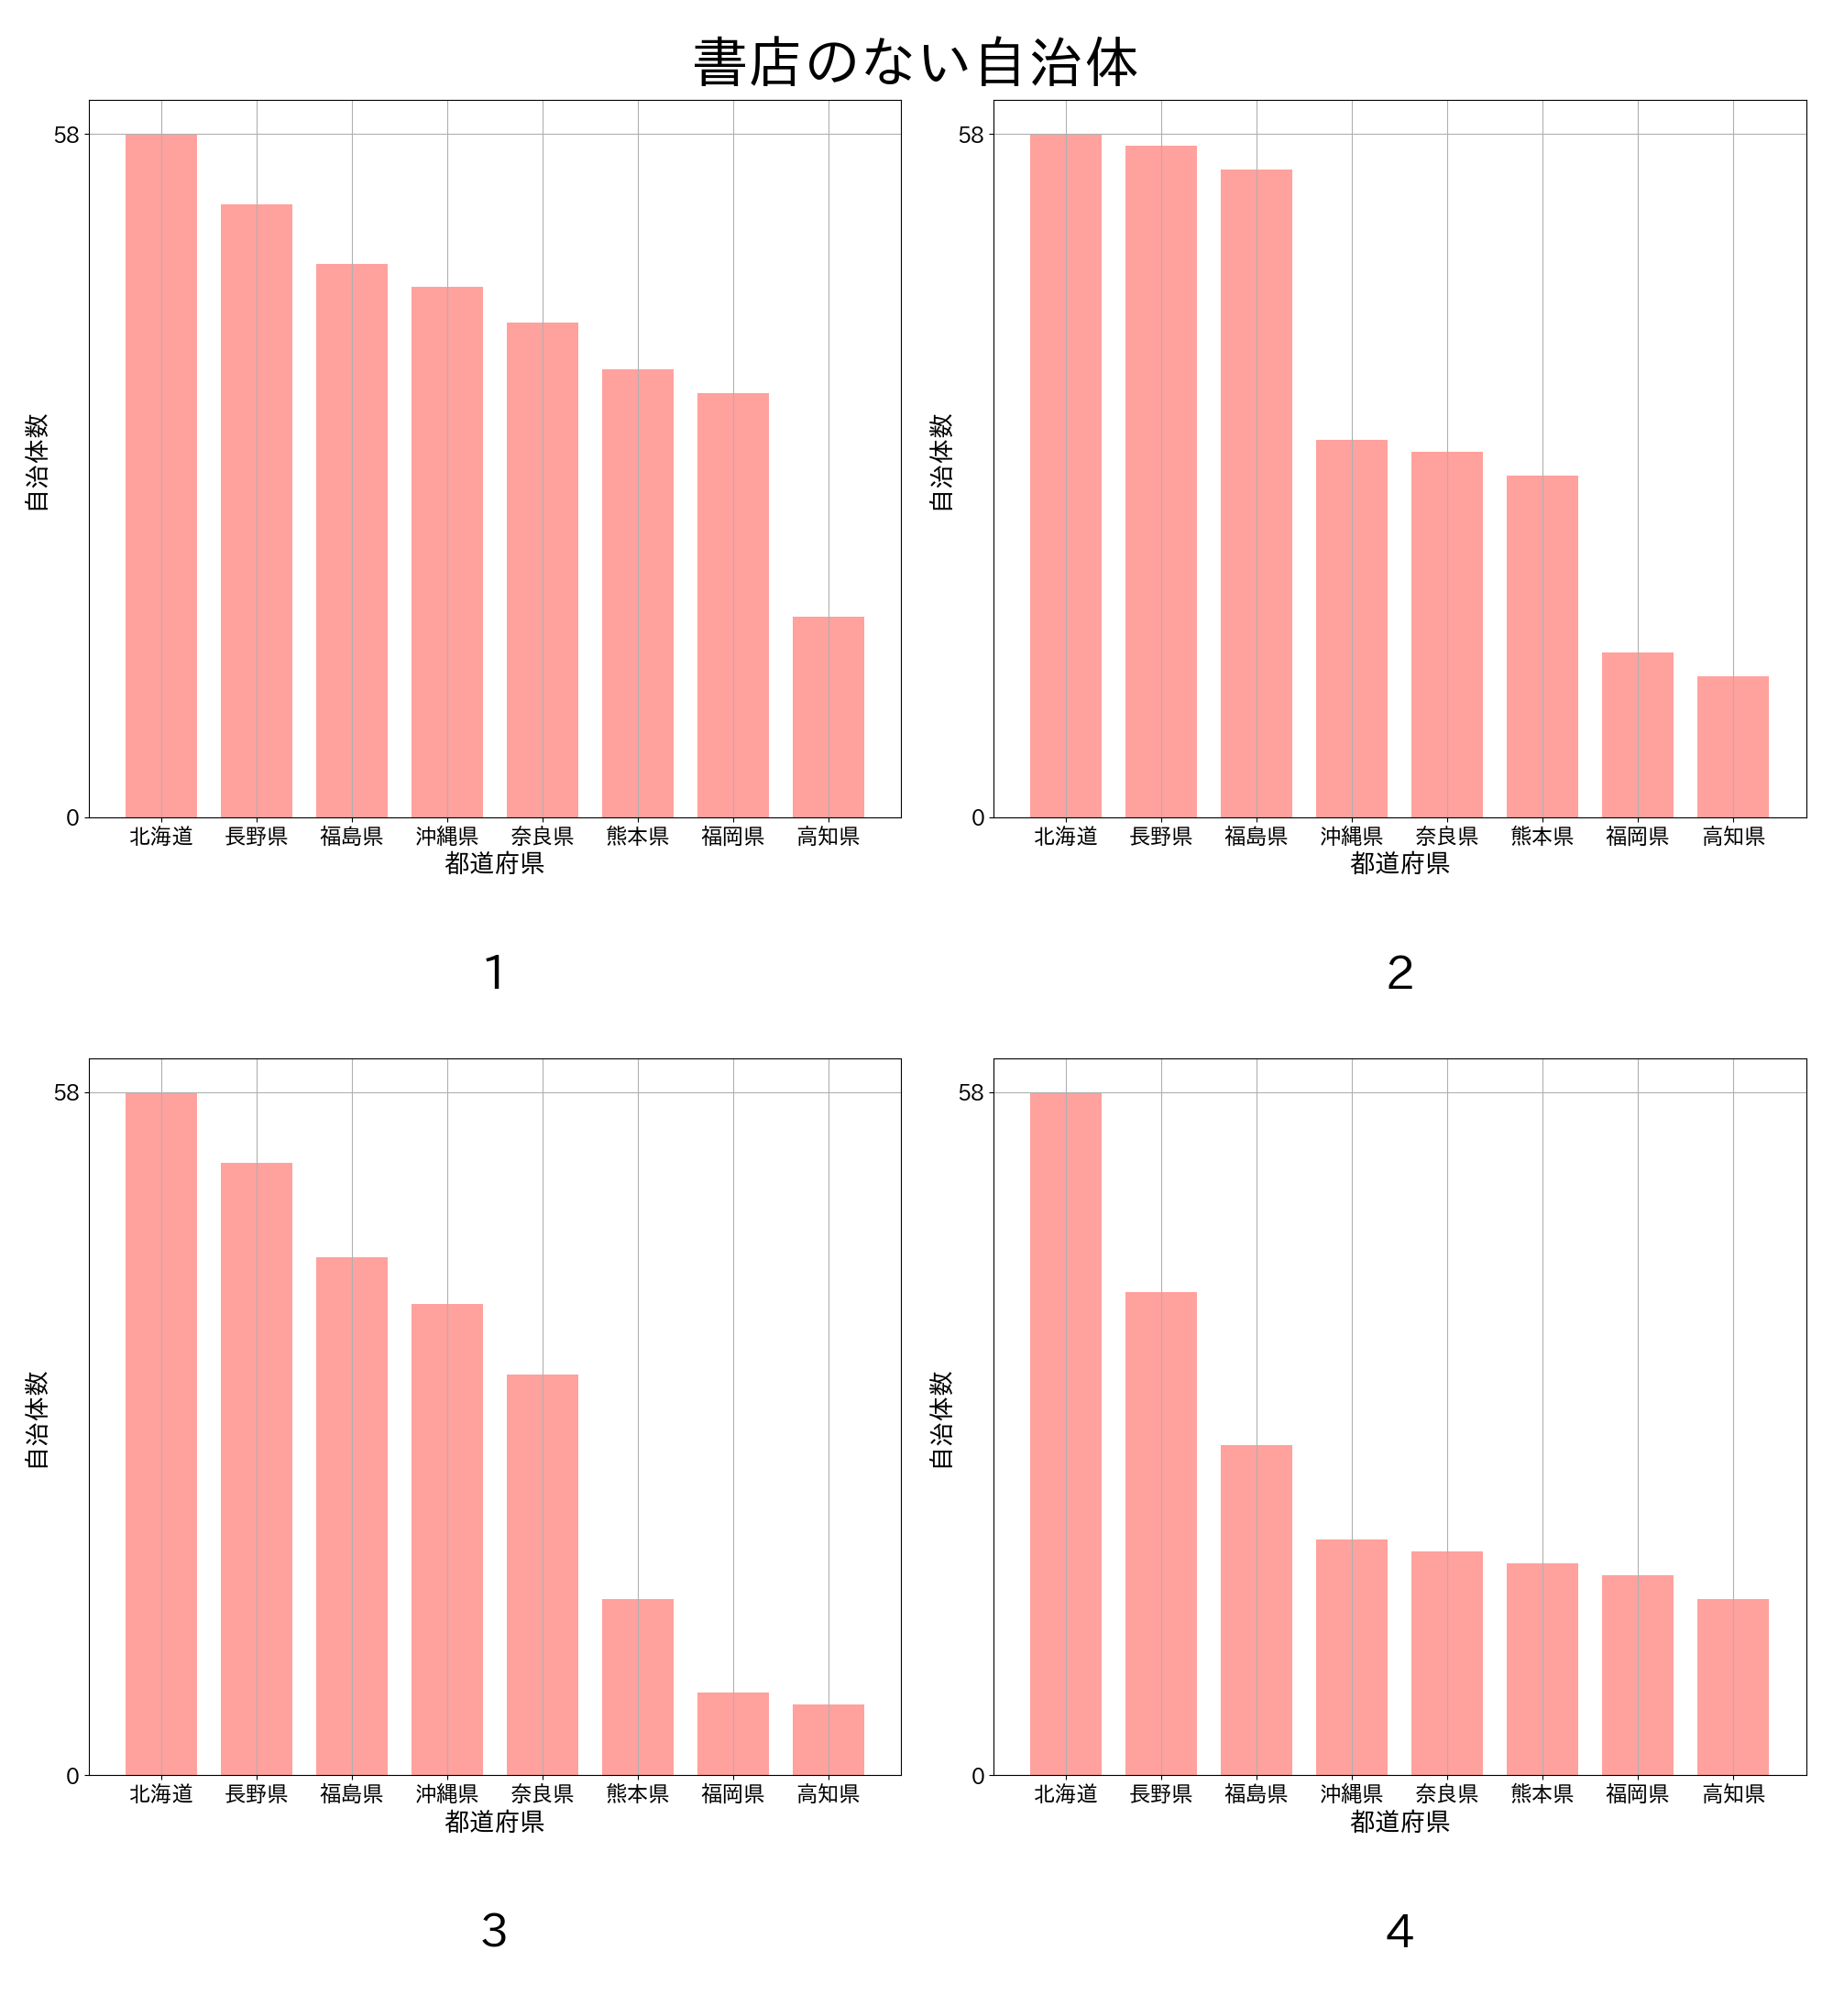 書店のない自治体
58
0
自治体数
北海道 長野県 福島県 沖縄県 奈良県 熊本県 福岡県 高知県
都道府県
1
58
0
自治体数
北海道 長野県 福島県 沖縄県 奈良県 熊本県 福岡県 高知県
都道府県
2
58
0
自治体数
北海道 長野県 福島県 沖縄県 奈良県 熊本県 福岡県 高知県
都道府県
3
58
0
自治体数
北海道 長野県 福島県 沖縄県 奈良県 熊本県 福岡県 高知県
都道府県
4